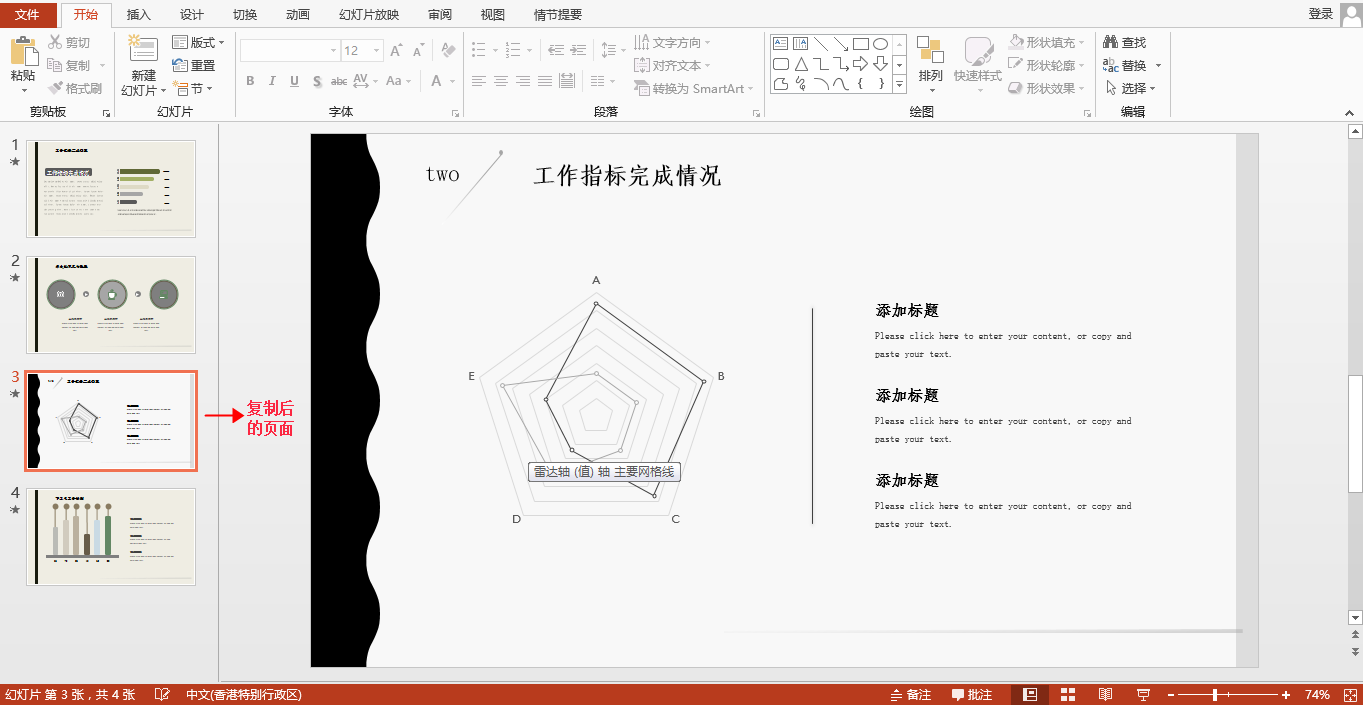 文件 开始 插入 设计 切换 动画 幻灯片放映 审阅 视图 情节提要 登录
粘贴 剪切 复制 格式刷
新建
幻灯片 版式 重置 节
12
B I U S abc AV Aa A
文字方向
对齐文本
转换为 SmartArt
排列 快速样式
形状填充
形状轮廓
形状效果
查找
替换
选择
剪贴板 幻灯片 字体 段落 绘图 编辑
1
2
3
4
复制后
的页面
two 工作指标完成情况
A
B
C
D
E
雷达轴 (值) 轴 主要网格线
添加标题
Please click here to enter your content, or copy and
paste your text.
添加标题
Please click here to enter your content, or copy and
paste your text.
添加标题
Please click here to enter your content, or copy and
paste your text.
幻灯片 第 3 张，共 4 张 中文(香港特别行政区) 备注 批注 74%